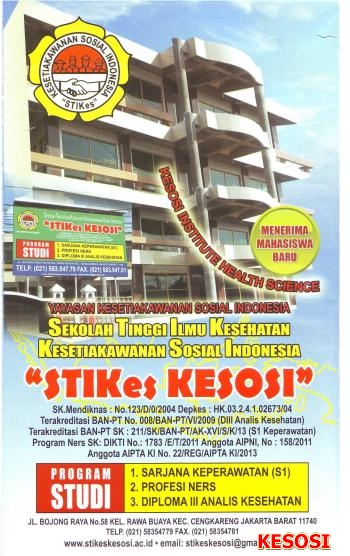 KESETIAKAWANAN SOSIAL INDONESIA
"STIKes"
"STIKes KESOSI"
PROGRAM STUDI
1. SARJANA KEPERAWATAN (S1)
2. PROFESI NERS
3. DIPLOMA III ANALIS KESEHATAN
TELP. (021) 583.547.79 FAX. (021) 583.547.81
KESOSI INSTITUTE HEALTH SCIENCE
MENERIMA
MAHASISWA
BARU
YAYASAN KESETIAKAWANAN SOSIAL INDONESIA
SEKOLAH TINGGI ILMU KESEHATAN
KESETIAKAWANAN SOSIAL INDONESIA
"STIKes KESOSI"
SK.Mendiknas : No.123/D/0/2004 Depkes : HK.03.2.4.1.02673/04
Terakreditasi BAN-PT No. 008/BAN-PT/VI/2009 (DIII Analis Kesehatan)
Terakreditasi BAN-PT SK : 211/SK/BAN-PT/AK-XVI/S/K/13 (S1 Keperawatan)
Program Ners SK: DIKTI No.: 1783 /E/T/2011 Anggota AIPNI, No : 158/2011
Anggota AIPTA KI No. 22/REG/AIPTA KI/2013
PROGRAM
STUDI
1. SARJANA KEPERAWATAN (S1)
2. PROFESI NERS
3. DIPLOMA III ANALIS KESEHATAN
JL. BOJONG RAYA No.58 KEL. RAWA BUAYA KEC. CENGKARENG JAKARTA BARAT 11740
TELP. (021) 58354779 FAX. (021) 58354781
www.stikeskesosi.ac.id • email: stikeskesosi@gmai
KESOSI